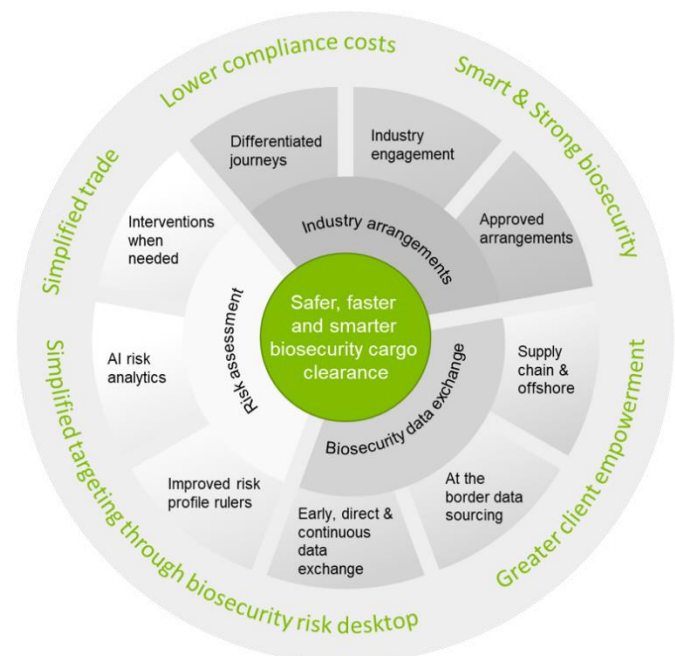 Lower compliance costs
Smart & Strong biosecurity
Simplified trade
Greater client empowerment
Simplified targeting through biosecurity risk desktop
Differentiated
journeys
Industry
engagement
Approved
arrangements
Industry arrangements
Interventions
when
needed
AI risk
analytics
Improved risk
profile rulers
Risk assessment
Safer, faster
and smarter
biosecurity cargo
clearance
Supply
chain &
offshore
At the
border data
sourcing
Early, direct &
continuous
data
exchange
Biosecurity data exchange